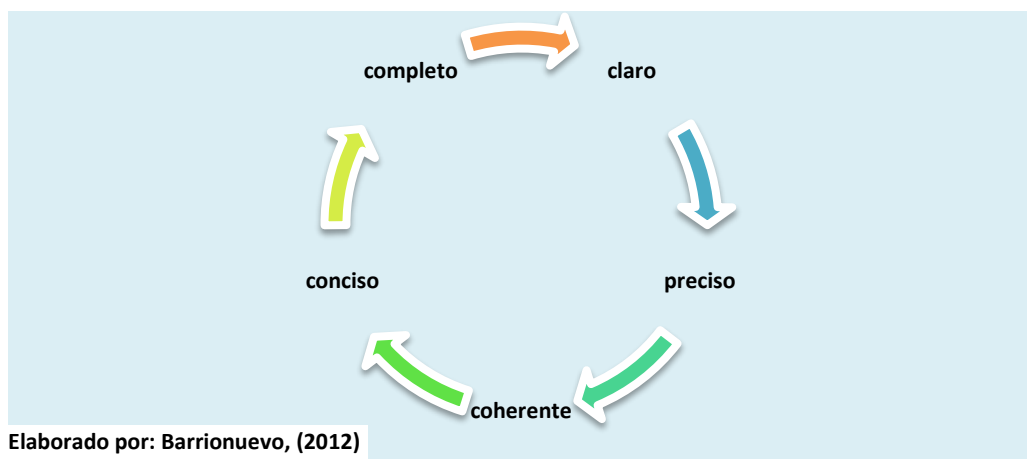 completo
claro
preciso
coherente
conciso
Elaborado por: Barrionuevo, (2012)